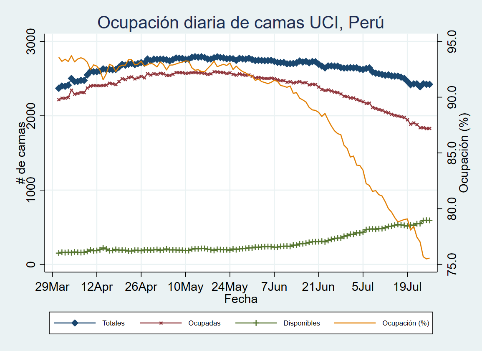 Ocupación diaria de camas UCI, Perú
3000
2000
1000
0
# de camas
95.0
90.0
85.0
80.0
75.0
Ocupación (%)
29Mar 12Apr 26Apr 10May 24May 7Jun 21Jun 5Jul 19Jul
Fecha
Totales Ocupadas Disponibles Ocupación (%)